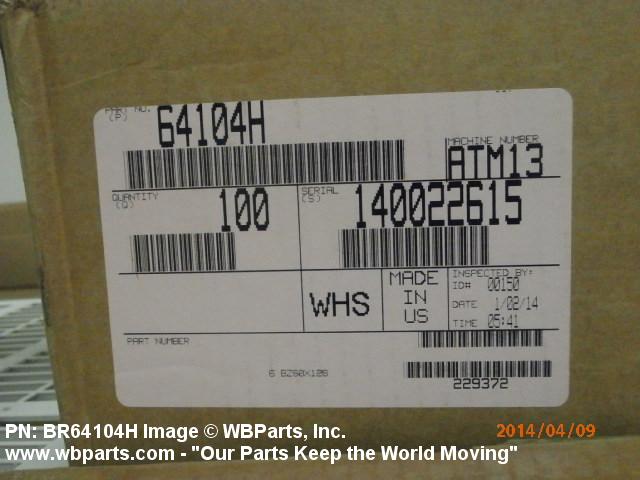 PART NO.
(P)
64104H
MACHINE NUMBER
ATM13
QUANTITY
(Q)
100
SERIAL
(S)
140022615
WHS
MADE
IN
US
INSPECTED BY:
ID# 00150
DATE 1/02/14
TIME 05:41
PART NUMBER
229372
PN: BR64104H Image © WBParts, Inc.
2014/04/09
www.wbparts.com - "Our Parts Keep the World Moving"